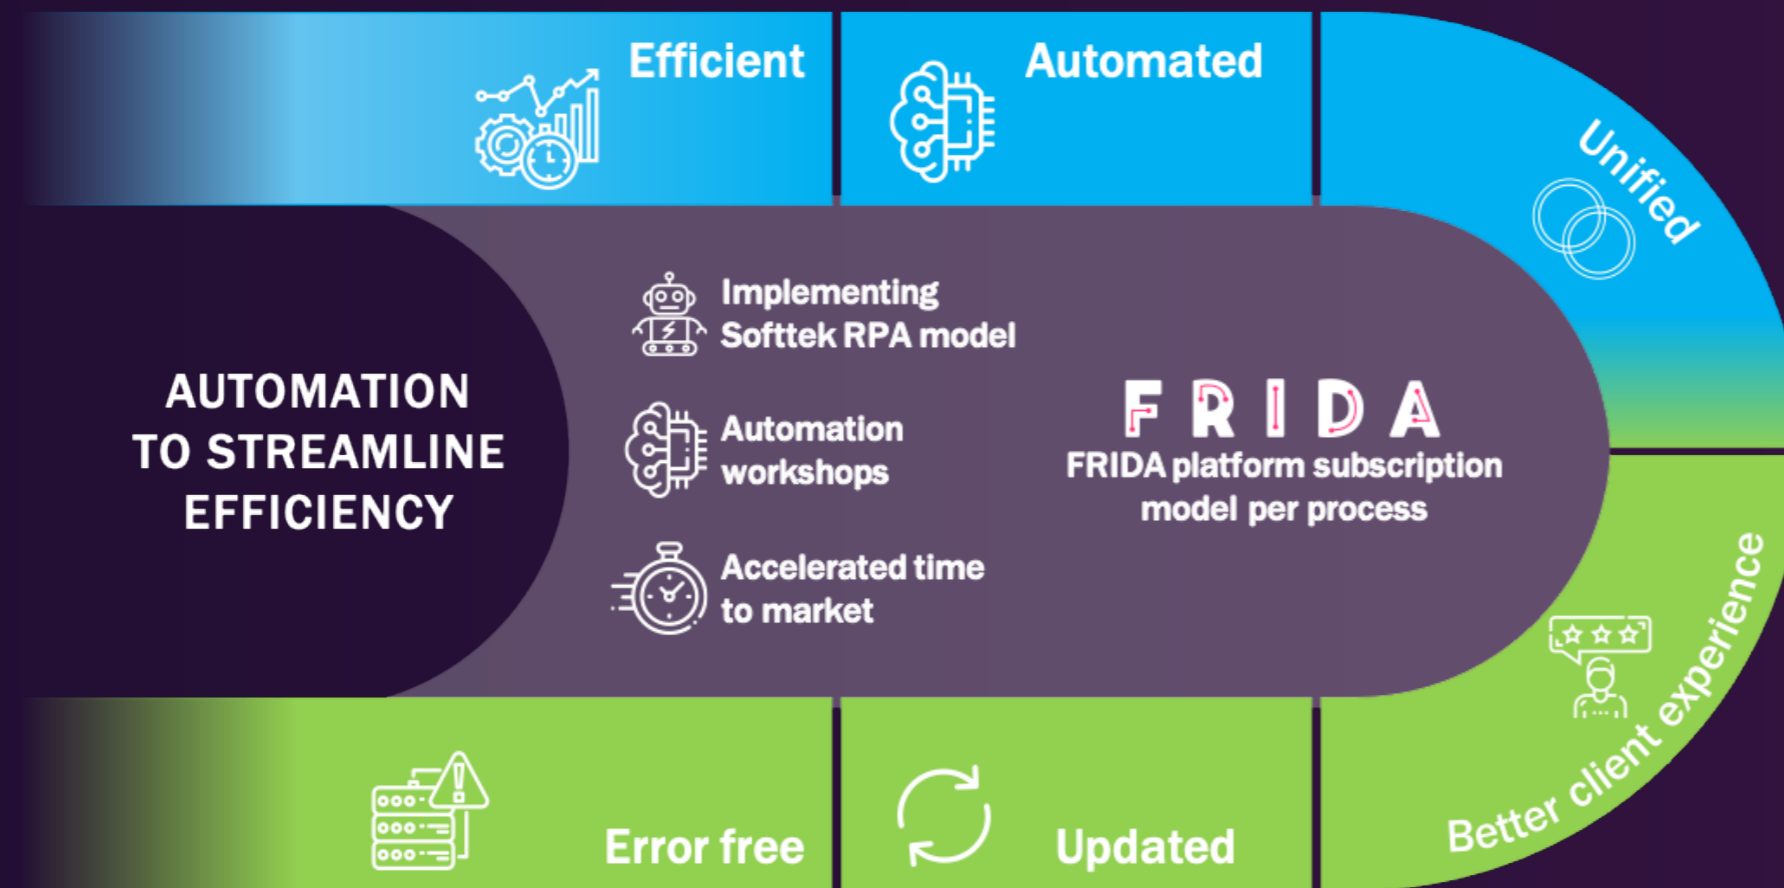 Efficient
Automated
Unified
AUTOMATION
TO STREAMLINE
EFFICIENCY
Implementing
Softtek RPA model
Automation
workshops
Accelerated time
to market
FRIDA
FRIDA platform subscription
model per process
Error free
Updated
Better client experience